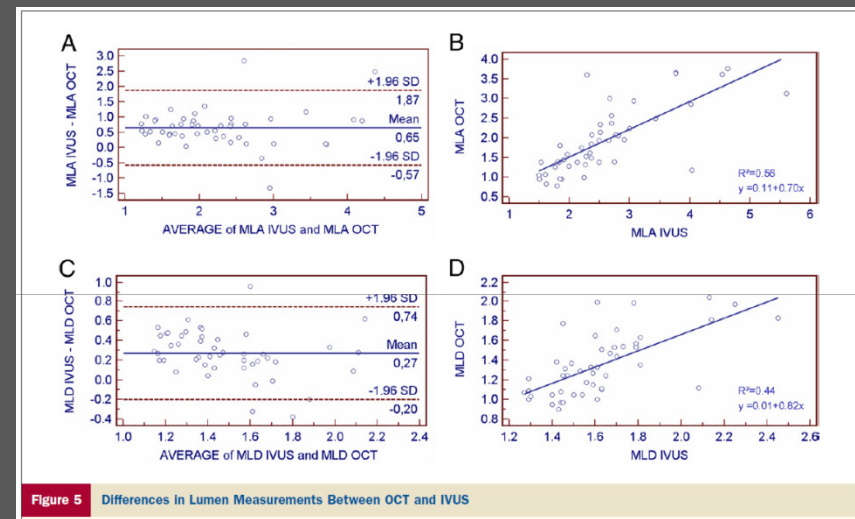 A
MLA IVUS - MLA OCT
3.0
2.5
2.0
1.5
1.0
0.5
0.0
-0.5
-1.0
-1.5
+1.96 SD
1,87
Mean
0,65
-1.96 SD
-0,57
1 2 3 4 5
AVERAGE of MLA IVUS and MLA OCT
B
MLA OCT
4.0
3.5
3.0
2.5
2.0
1.5
1.0
0.5
R²=0.56
y =0.11+0.70x
1 2 3 4 5 6
MLA IVUS
C
MLD IVUS - MLD OCT
1.0
0.8
0.6
0.4
0.2
0.0
-0.2
-0.4
+1.96 SD
0,74
Mean
0,27
-1.96 SD
-0,20
1.0 1.2 1.4 1.6 1.8 2.0 2.2 2.4
AVERAGE of MLD IVUS and MLD OCT
D
MLD OCT
2.2
2.0
1.8
1.6
1.4
1.2
1.0
0.8
R²=0.44
y =0.01+0.82x
1.2 1.4 1.6 1.8 2.0 2.2 2.4 2.6
MLD IVUS
Figure 5 Differences in Lumen Measurements Between OCT and IVUS